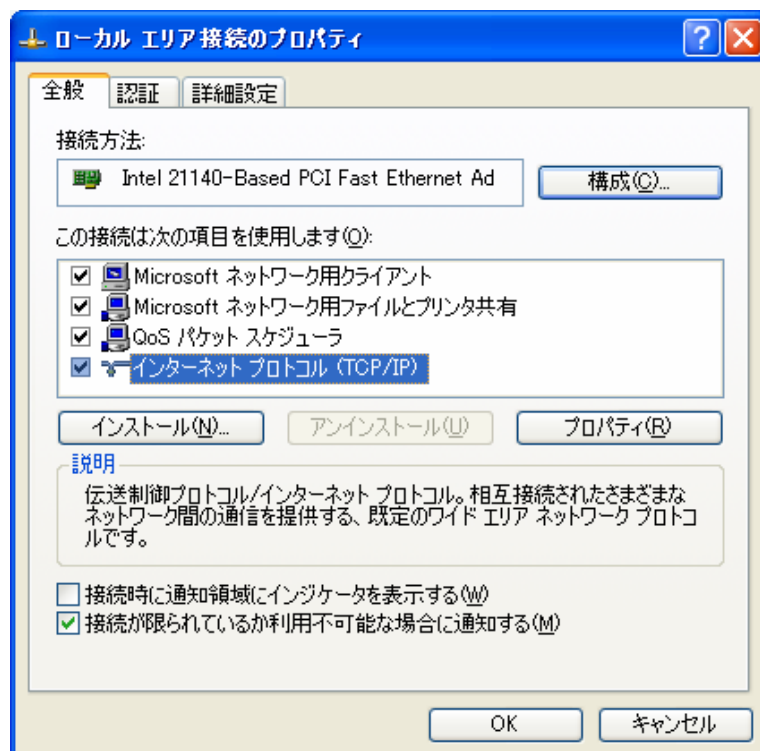 ローカル エリア接続のプロパティ
全般 認証 詳細設定
接続方法:
Intel 21140-Based PCI Fast Ethernet Ad 構成(C)...
この接続は次の項目を使用します(O):
Microsoft ネットワーク用クライアント
Microsoft ネットワーク用ファイルとプリンタ共有
QoS パケット スケジューラ
インターネット プロトコル (TCP/IP)
インストール(N)... アンインストール(U) プロパティ(R)
説明
伝送制御プロトコル/インターネット プロトコル。相互接続されたさまざまな
ネットワーク間の通信を提供する、既定のワイド エリア ネットワーク プロトコ
ルです。
接続時に通知領域にインジケータを表示する(W)
接続が限られているか利用不可能な場合に通知する(M)
OK キャンセル